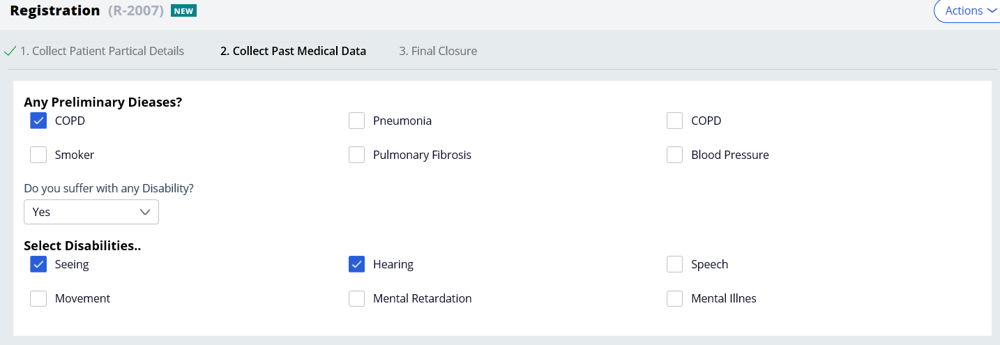 Registration (R-2007) NEW Actions
1. Collect Patient Partical Details 2. Collect Past Medical Data 3. Final Closure
Any Preliminary Dieases?
COPD Pneumonia COPD
Smoker Pulmonary Fibrosis Blood Pressure
Do you suffer with any Disability?
Yes
Select Disabilities..
Seeing Hearing Speech
Movement Mental Retardation Mental Illnes